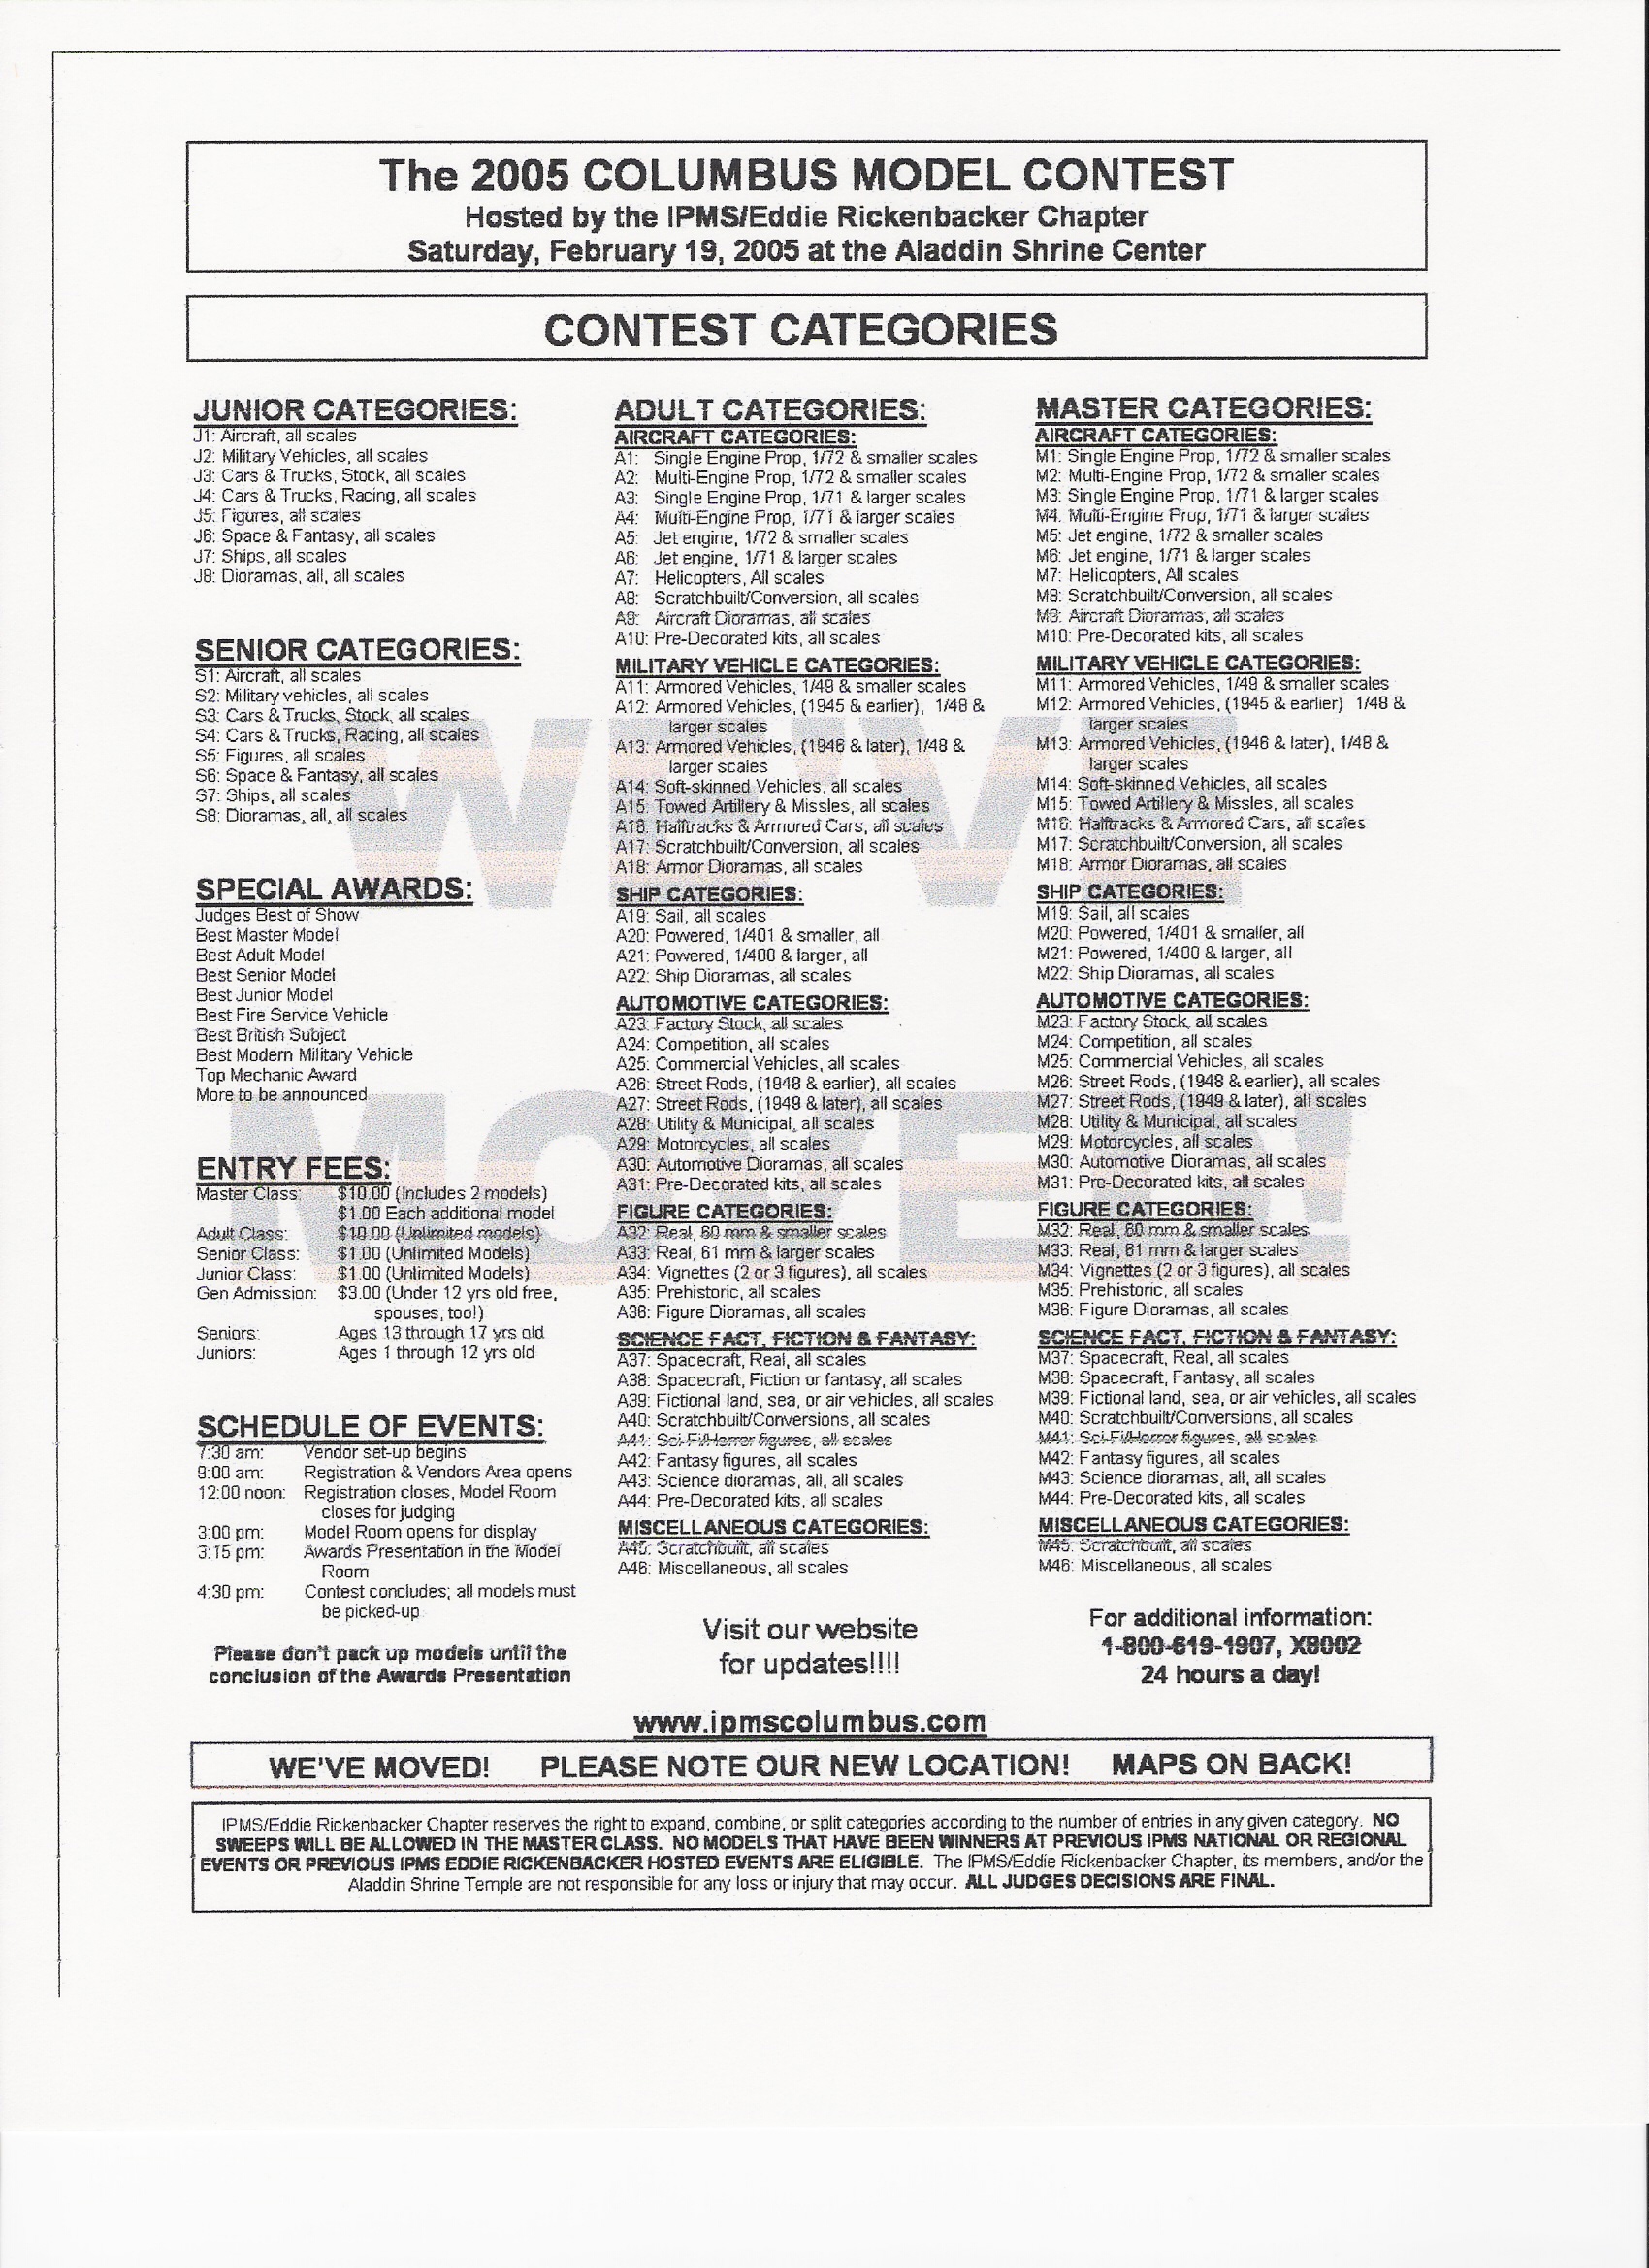 The 2005 COLUMBUS MODEL CONTEST
Hosted by the IPMS/Eddie Rickenbacker Chapter
Saturday, February 19, 2005 at the Aladdin Shrine Center
CONTEST CATEGORIES
JUNIOR CATEGORIES:
J1: Aircraft, all scales
J2: Military Vehicles, all scales
J3: Cars & Trucks, Stock, all scales
J4: Cars & Trucks, Racing, all scales
J5: Figures, all scales
J6: Space & Fantasy, all scales
J7: Ships, all scales
J8: Dioramas, all, all scales
SENIOR CATEGORIES:
S1: Aircraft, all scales
S2: Military vehicles, all scales
S3: Cars & Trucks, Stock, all scales
S4: Cars & Trucks, Racing, all scales
S5: Figures, all scales
S6: Space & Fantasy, all scales
S7: Ships, all scales
S8: Dioramas, all, all scales
SPECIAL AWARDS:
Judges Best of Show
Best Master Model
Best Adult Model
Best Senior Model
Best Junior Model
Best Fire Service Vehicle
Best British Subject
Best Modern Military Vehicle
Top Mechanic Award
More to be announced
ENTRY FEES:
Master Class: $10.00 (Includes 2 models)
$1.00 Each additional model
Adult Class: $10.00 (Unlimited models)
Senior Class: $1.00 (Unlimited Models)
Junior Class: $1.00 (Unlimited Models)
Gen Admission: $3.00 (Under 12 yrs old free,
spouses, too!)
Seniors: Ages 13 through 17 yrs old
Juniors: Ages 1 through 12 yrs old
SCHEDULE OF EVENTS:
7:30 am: Vendor set-up begins
9:00 am: Registration & Vendors Area opens
12:00 noon: Registration closes, Model Room
closes for judging
3:00 pm: Model Room opens for display
3:15 pm: Awards Presentation in the Model
Room
4:30 pm: Contest concludes; all models must
be picked-up
Please don't pack up models until the
conclusion of the Awards Presentation
ADULT CATEGORIES:
AIRCRAFT CATEGORIES:
A1: Single Engine Prop, 1/72 & smaller scales
A2: Multi-Engine Prop, 1/72 & smaller scales
A3: Single Engine Prop, 1/71 & larger scales
A4: Multi-Engine Prop, 1/71 & larger scales
A5: Jet engine, 1/72 & smaller scales
A6: Jet engine, 1/71 & larger scales
A7: Helicopters, All scales
A8: Scratchbuilt/Conversion, all scales
A9: Aircraft Dioramas, all scales
A10: Pre-Decorated kits, all scales
MILITARY VEHICLE CATEGORIES:
A11: Armored Vehicles, 1/49 & smaller scales
A12: Armored Vehicles, (1945 & earlier), 1/48 &
larger scales
A13: Armored Vehicles, (1946 & later), 1/48 &
larger scales
A14: Soft-skinned Vehicles, all scales
A15: Towed Artillery & Missles, all scales
A16: Halftracks & Armored Cars, all scales
A17: Scratchbuilt/Conversion, all scales
A18: Armor Dioramas, all scales
SHIP CATEGORIES:
A19: Sail, all scales
A20: Powered, 1/401 & smaller, all
A21: Powered, 1/400 & larger, all
A22: Ship Dioramas, all scales
AUTOMOTIVE CATEGORIES:
A23: Factory Stock, all scales
A24: Competition, all scales
A25: Commercial Vehicles, all scales
A26: Street Rods, (1948 & earlier), all scales
A27: Street Rods, (1949 & later), all scales
A28: Utility & Municipal, all scales
A29: Motorcycles, all scales
A30: Automotive Dioramas, all scales
A31: Pre-Decorated kits, all scales
FIGURE CATEGORIES:
A32: Real, 60 mm & smaller scales
A33: Real, 61 mm & larger scales
A34: Vignettes (2 or 3 figures), all scales
A35: Prehistoric, all scales
A36: Figure Dioramas, all scales
SCIENCE FACT, FICTION & FANTASY:
A37: Spacecraft, Real, all scales
A38: Spacecraft, Fiction or fantasy, all scales
A39: Fictional land, sea, or air vehicles, all scales
A40: Scratchbuilt/Conversions, all scales
A41: Sci-Fi/Horror figures, all scales
A42: Fantasy figures, all scales
A43: Science dioramas, all, all scales
A44: Pre-Decorated kits, all scales
MISCELLANEOUS CATEGORIES:
A45: Scratchbuilt, all scales
A46: Miscellaneous, all scales
Visit our website
for updates!!!!
MASTER CATEGORIES:
AIRCRAFT CATEGORIES:
M1: Single Engine Prop, 1/72 & smaller scales
M2: Multi-Engine Prop, 1/72 & smaller scales
M3: Single Engine Prop, 1/71 & larger scales
M4: Multi-Engine Prop, 1/71 & larger scales
M5: Jet engine, 1/72 & smaller scales
M6: Jet engine, 1/71 & larger scales
M7: Helicopters, All scales
M8: Scratchbuilt/Conversion, all scales
M9: Aircraft Dioramas, all scales
M10: Pre-Decorated kits, all scales
MILITARY VEHICLE CATEGORIES:
M11: Armored Vehicles, 1/49 & smaller scales
M12: Armored Vehicles, (1945 & earlier) 1/48 &
larger scales
M13: Armored Vehicles, (1946 & later), 1/48 &
larger scales
M14: Soft-skinned Vehicles, all scales
M15: Towed Artillery & Missles, all scales
M16: Halftracks & Armored Cars, all scales
M17: Scratchbuilt/Conversion, all scales
M18: Armor Dioramas, all scales
SHIP CATEGORIES:
M19: Sail, all scales
M20: Powered, 1/401 & smaller, all
M21: Powered, 1/400 & larger, all
M22: Ship Dioramas, all scales
AUTOMOTIVE CATEGORIES:
M23: Factory Stock, all scales
M24: Competition, all scales
M25: Commercial Vehicles, all scales
M26: Street Rods, (1948 & earlier), all scales
M27: Street Rods, (1949 & later), all scales
M28: Utility & Municipal, all scales
M29: Motorcycles, all scales
M30: Automotive Dioramas, all scales
M31: Pre-Decorated kits, all scales
FIGURE CATEGORIES:
M32: Real, 60 mm & smaller scales
M33: Real, 61 mm & larger scales
M34: Vignettes (2 or 3 figures), all scales
M35: Prehistoric, all scales
M36: Figure Dioramas, all scales
SCIENCE FACT, FICTION & FANTASY:
M37: Spacecraft, Real, all scales
M38: Spacecraft, Fantasy, all scales
M39: Fictional land, sea, or air vehicles, all scales
M40: Scratchbuilt/Conversions, all scales
M41: Sci-Fi/Horror figures, all scales
M42: Fantasy figures, all scales
M43: Science dioramas, all, all scales
M44: Pre-Decorated kits, all scales
MISCELLANEOUS CATEGORIES:
M45: Scratchbuilt, all scales
M46: Miscellaneous, all scales
For additional information:
1-800-619-1907, X8002
24 hours a day!
www.ipmscolumbus.com
WE'VE
MOVED!
WE'VE MOVED! PLEASE NOTE OUR NEW LOCATION! MAPS ON BACK!
IPMS/Eddie Rickenbacker Chapter reserves the right to expand, combine, or split categories according to the number of entries in any given category. NO
SWEEPS WILL BE ALLOWED IN THE MASTER CLASS. NO MODELS THAT HAVE BEEN WINNERS AT PREVIOUS IPMS NATIONAL OR REGIONAL
EVENTS OR PREVIOUS IPMS EDDIE RICKENBACKER HOSTED EVENTS ARE ELIGIBLE. The IPMS/Eddie Rickenbacker Chapter, its members, and/or the
Aladdin Shrine Temple are not responsible for any loss or injury that may occur. ALL JUDGES DECISIONS ARE FINAL.